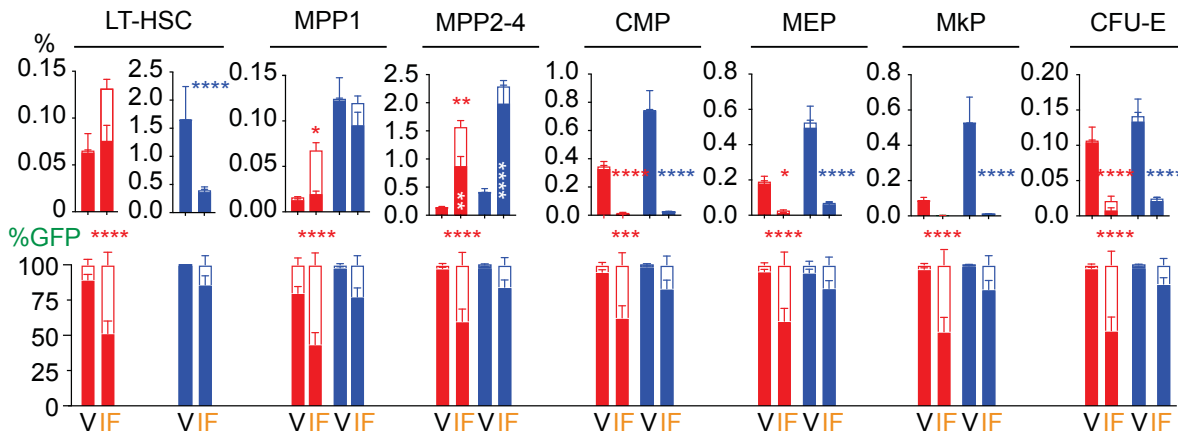 LT-HSC MPP1 MPP2-4 CMP MEP MkP CFU-E
%
0.15 2.5 0.15 2.5 1.0 0.8 0.8 0.20
2.0 2.0 0.8 0.6 0.6 0.15
0.10 1.5 0.10 1.5 0.6 0.4 0.4 0.10
1.0 1.0 0.4
0.05 0.5 0.05 0.5 0.2 0.2 0.2 0.05
0 0.0 0.00 0.0 0.0 0.0 0.0 0.00
**** * ** ** **** **** **** * **** **** **** ****
%GFP **** **** **** *** **** **** ****
100
75
50
25
0
V IF V IF V IF V IF V IF V IF V IF V IF V IF V IF V IF V IF V IF V IF